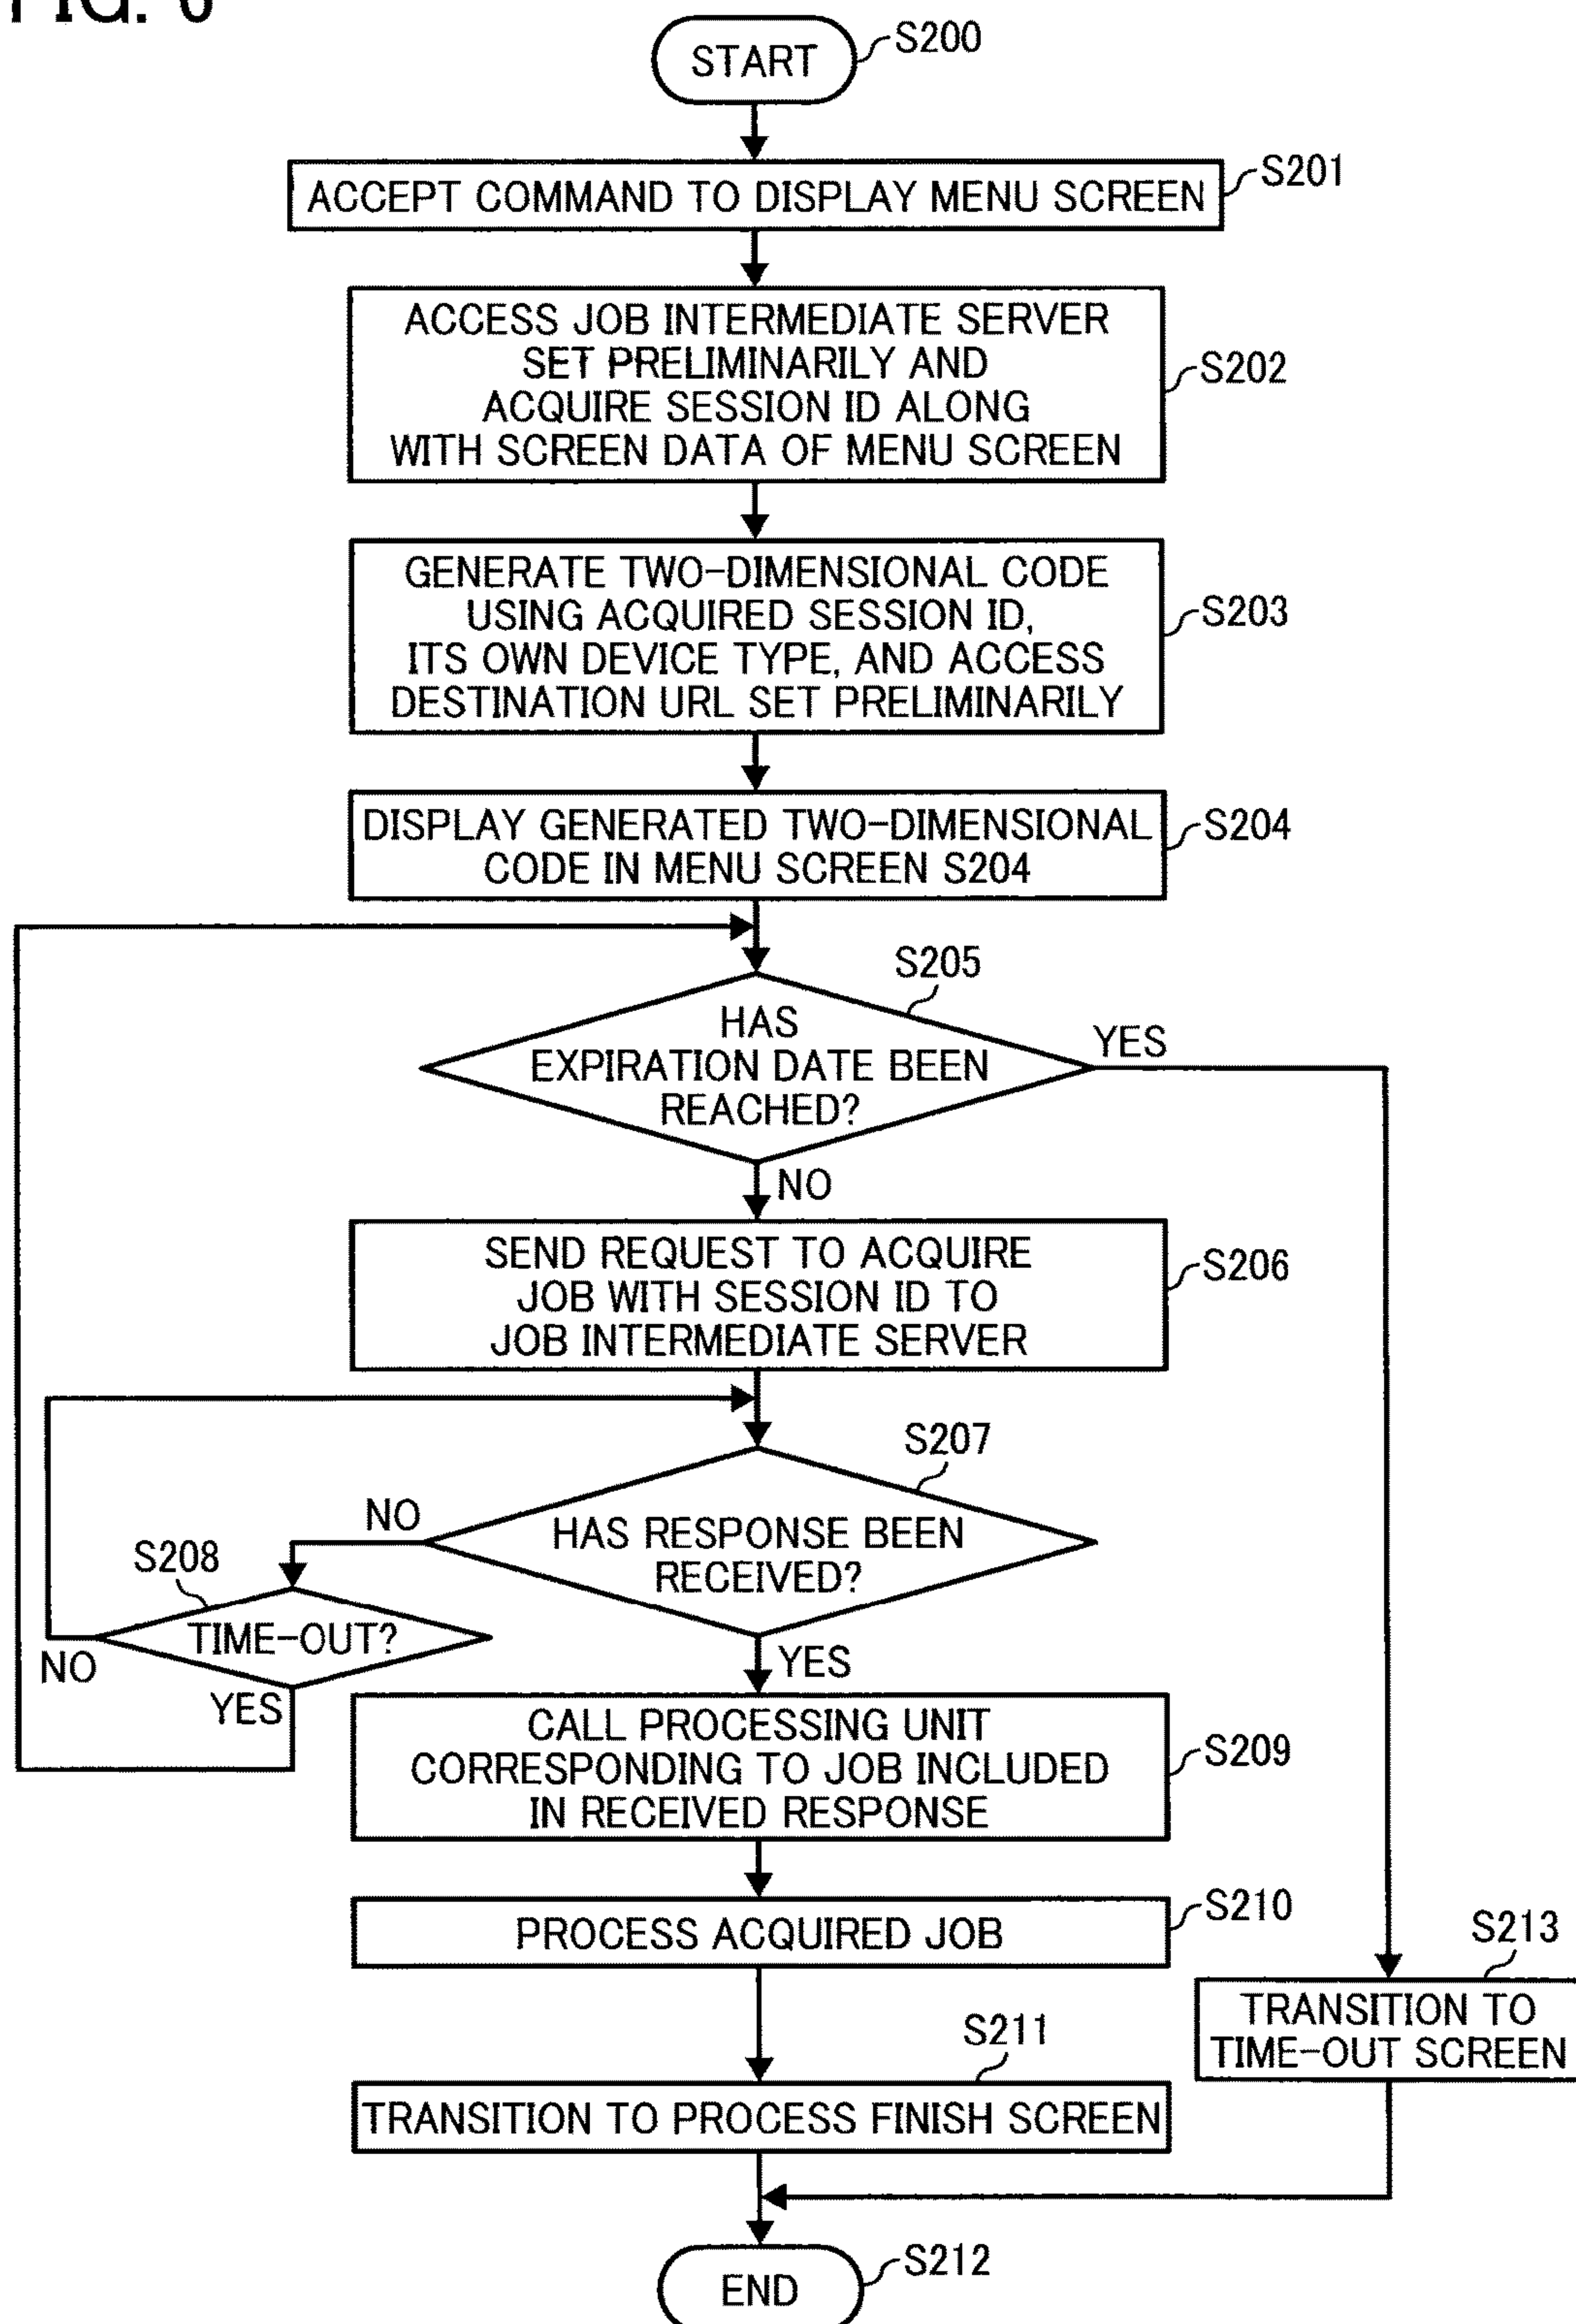 FIG. 6
START
S200
ACCEPT COMMAND TO DISPLAY MENU SCREEN
S201
ACCESS JOB INTERMEDIATE SERVER
SET PRELIMINARILY AND
ACQUIRE SESSION ID ALONG
WITH SCREEN DATA OF MENU SCREEN
S202
GENERATE TWO-DIMENSIONAL CODE
USING ACQUIRED SESSION ID,
ITS OWN DEVICE TYPE, AND ACCESS
DESTINATION URL SET PRELIMINARILY
S203
DISPLAY GENERATED TWO-DIMENSIONAL
CODE IN MENU SCREEN S204
S204
S205
HAS
EXPIRATION DATE BEEN
REACHED?
YES
NO
SEND REQUEST TO ACQUIRE
JOB WITH SESSION ID TO
JOB INTERMEDIATE SERVER
S206
S207
HAS RESPONSE BEEN
RECEIVED?
NO
S208
TIME-OUT?
NO
YES
YES
CALL PROCESSING UNIT
CORRESPONDING TO JOB INCLUDED
IN RECEIVED RESPONSE
S209
PROCESS ACQUIRED JOB
S210
S213
TRANSITION TO
TIME-OUT SCREEN
S211
TRANSITION TO PROCESS FINISH SCREEN
END
S212